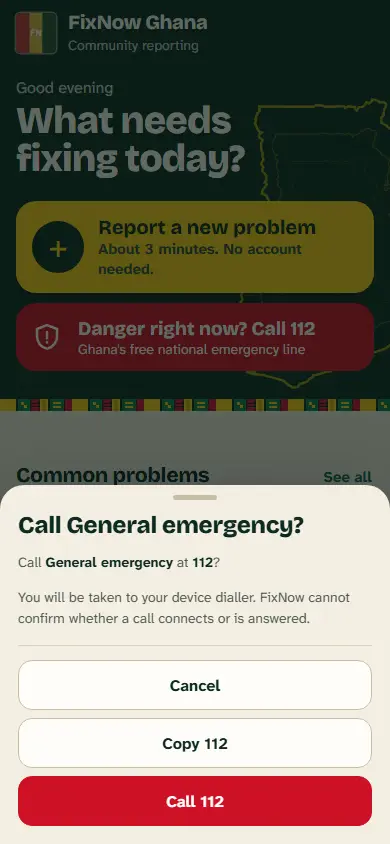 FN
FixNow Ghana
Community reporting
Good evening
What needs
fixing today?
+
Report a new problem
About 3 minutes. No account
needed.
Danger right now? Call 112
Ghana's free national emergency line
Common problems
See all
Call General emergency?
Call General emergency at 112?
You will be taken to your device dialler. FixNow cannot
confirm whether a call connects or is answered.
Cancel
Copy 112
Call 112